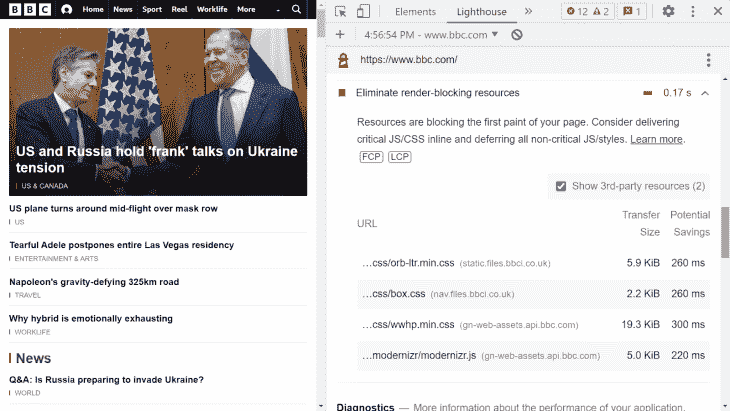 BBC Home News Sport Reel Worklife More
US and Russia hold 'frank' talks on Ukraine
tension
US & CANADA
US plane turns around mid-flight over mask row
US
Tearful Adele postpones entire Las Vegas residency
ENTERTAINMENT & ARTS
Napoleon's gravity-defying 325km road
TRAVEL
Why hybrid is emotionally exhausting
WORKLIFE
News
Q&A: Is Russia preparing to invade Ukraine?
WORLD
Elements Lighthouse » 12 2 1
+ 4:56:54 PM - www.bbc.com
https://www.bbc.com/
Eliminate render-blocking resources 0.17 s
Resources are blocking the first paint of your page. Consider delivering
critical JS/CSS inline and deferring all non-critical JS/styles. Learn more.
FCP LCP
Show 3rd-party resources (2)
URL Transfer Size Potential Savings
…css/orb-ltr.min.css (static.files.bbci.co.uk) 5.9 KiB 260 ms
…css/box.css (nav.files.bbci.co.uk) 2.2 KiB 260 ms
…css/wwhp.min.css (gn-web-assets.api.bbc.com) 19.3 KiB 300 ms
…modernizr/modernizr.js (gn-web-assets.api.bbc.com) 5.0 KiB 220 ms
Diagnostics — More information about the performance of your application.